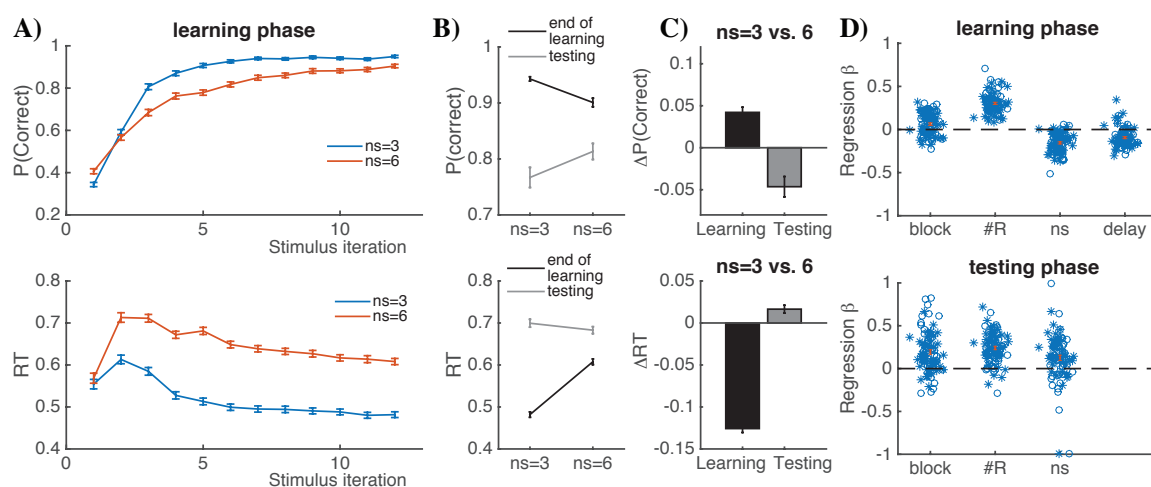 A)
learning phase
P(Correct)
1
0.8
0.6
0.4
0.2
0
5
10
Stimulus iteration
ns=3
ns=6
RT
0.8
0.7
0.6
0.5
0.4
0
5
10
Stimulus iteration
ns=3
ns=6
B)
end of
learning
testing
P(correct)
1
0.9
0.8
0.7
ns=3 ns=6
end of
learning
testing
RT
0.8
0.7
0.6
0.5
0.4
ns=3 ns=6
C)
ns=3 vs. 6
ΔP(Correct)
0.05
0
-0.05
Learning Testing
ns=3 vs. 6
ΔRT
0.05
0
-0.05
-0.1
-0.15
Learning Testing
D)
learning phase
Regression β
1
0.5
0
-0.5
-1
block #R ns delay
testing phase
Regression β
1
0.5
0
-0.5
-1
block #R ns